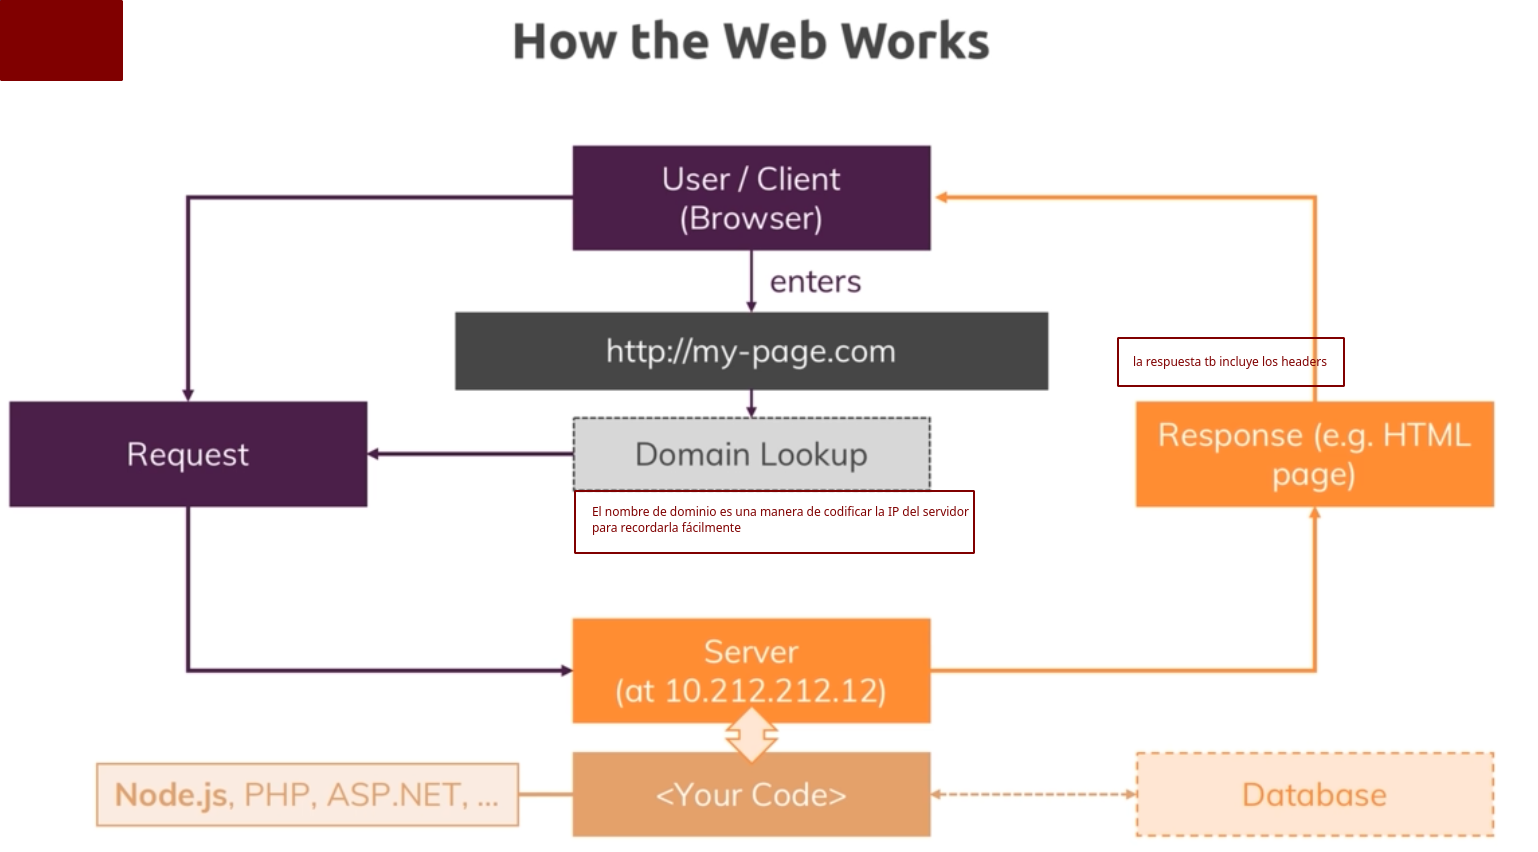 How the Web Works
User / Client
(Browser)
enters
http://my-page.com
la respuesta tb incluye los headers
Request
Domain Lookup
Response (e.g. HTML
page)
El nombre de dominio es una manera de codificar la IP del servidor
para recordarla fácilmente
Server
(at 10.212.212.12)
Node.js, PHP, ASP.NET, ...
<Your Code>
Database